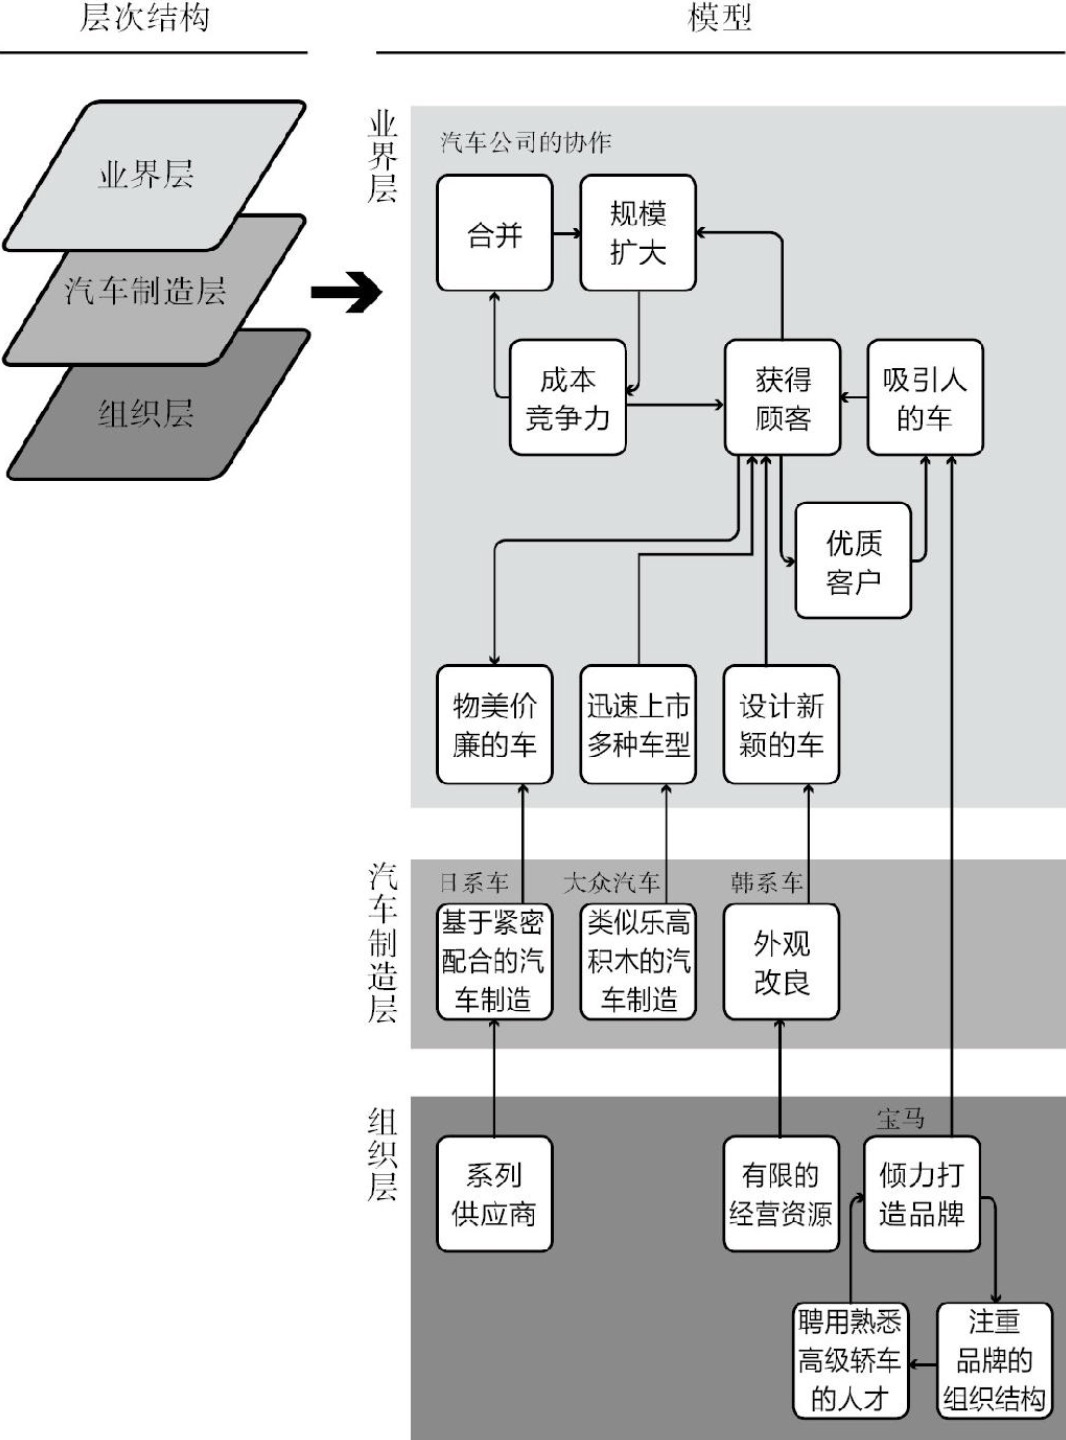 层次结构
模型
业界层
汽车制造层
组织层
业界层
汽车公司的协作
合并
规模
扩大
成本
竞争力
获得
顾客
吸引人
的车
优质
客户
物美价
廉的车
迅速上市
多种车型
设计新
颖的车
汽车制造层
日系车
大众汽车
韩系车
基于紧密
配合的汽
车制造
类似乐高
积木的汽
车制造
外观
改良
组织层
宝马
系列
供应商
有限的
经营资源
倾力打
造品牌
聘用熟悉
高级轿车
的人才
注重
品牌的
组织结构